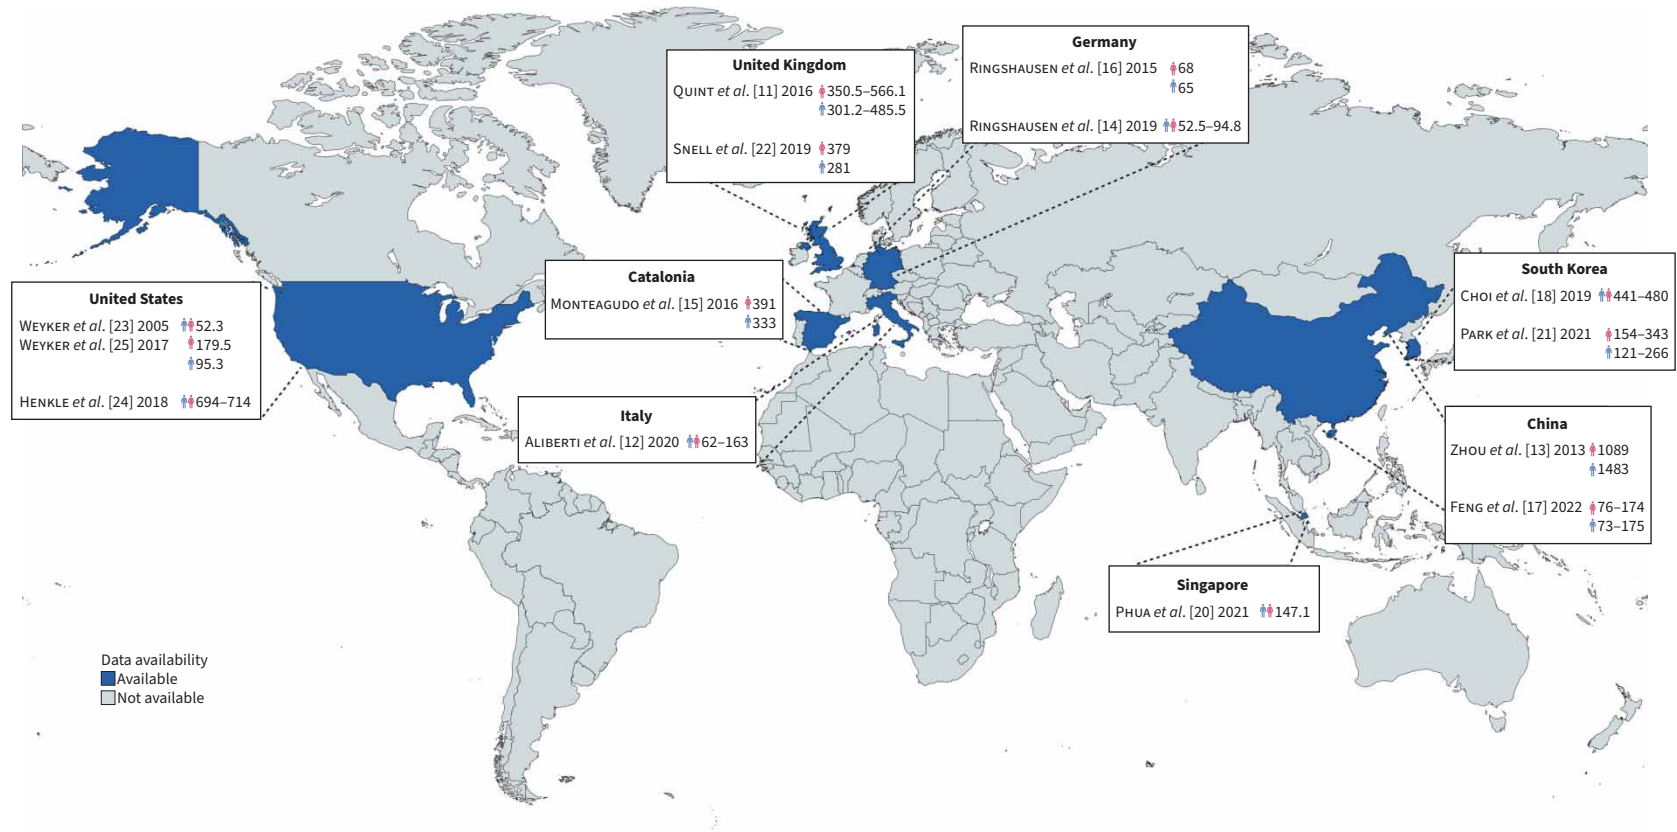 United Kingdom
QUINT et al. [11] 2016 350.5–566.1
301.2–485.5
SNELL et al. [22] 2019 379
281
Germany
RINGSHAUSEN et al. [16] 2015 68
65
RINGSHAUSEN et al. [14] 2019 52.5–94.8
United States
WEYKER et al. [23] 2005 52.3
WEYKER et al. [25] 2017 179.5
95.3
HENKLE et al. [24] 2018 694–714
Catalonia
MONTEAGUDO et al. [15] 2016 391
333
Italy
ALIBERTI et al. [12] 2020 62–163
South Korea
CHOI et al. [18] 2019 441–480
PARK et al. [21] 2021 154–343
121–266
China
ZHOU et al. [13] 2013 1089
1483
FENG et al. [17] 2022 76–174
73–175
Singapore
PHUA et al. [20] 2021 147.1
Data availability
Available
Not available